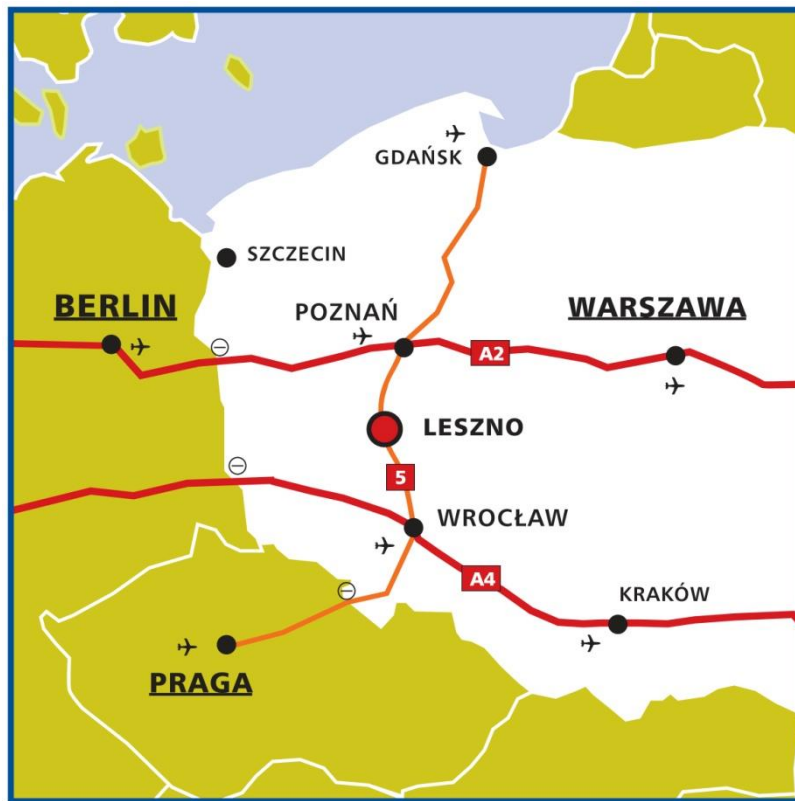 GDAŃSK
SZCZECIN
BERLIN
POZNAŃ
WARSZAWA
A2
LESZNO
5
WROCŁAW
A4
KRAKÓW
PRAGA